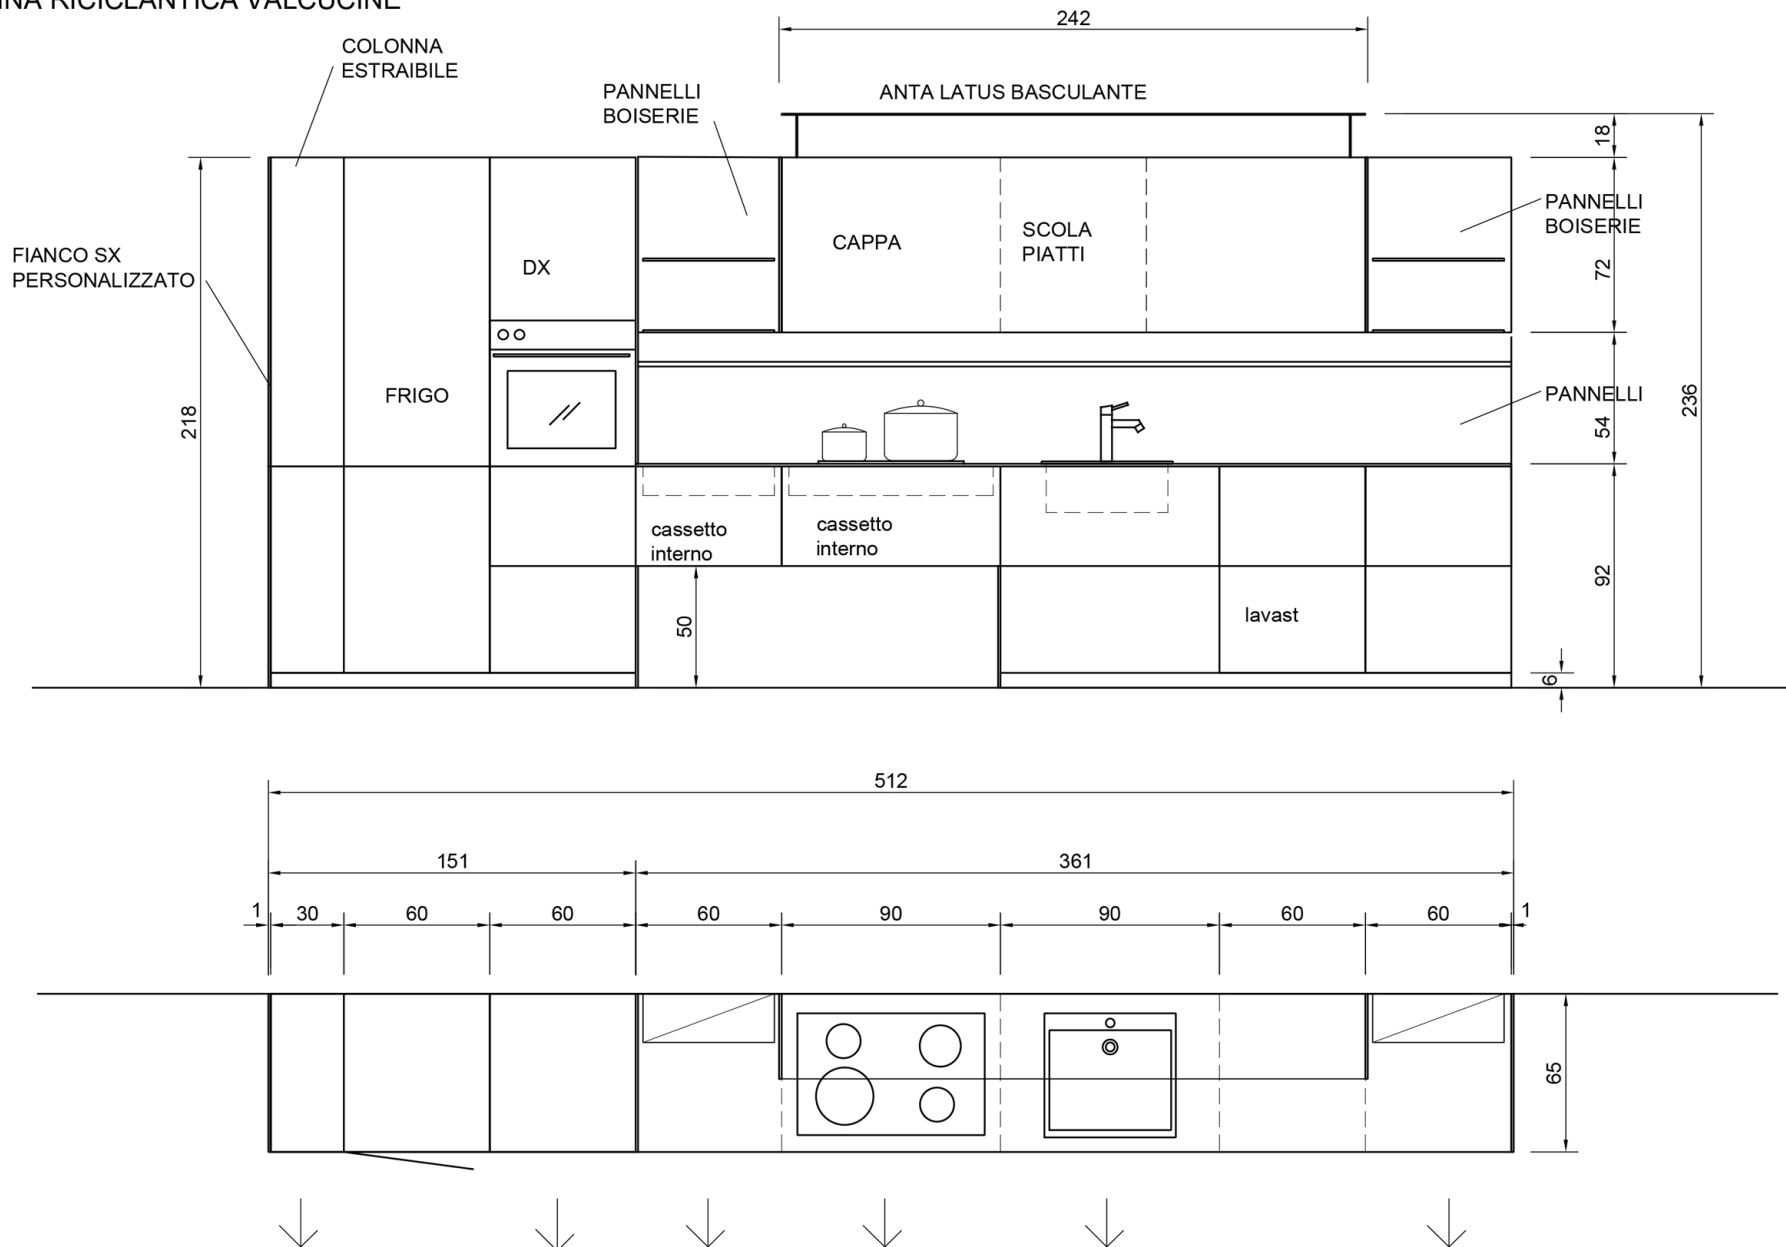 RICICLANTICA VALCUCINE
242
COLONNA
ESTRAIBILE
PANNELLI
BOISERIE
ANTA LATUS BASCULANTE
18
PANNELLI
BOISERIE
SCOLA
PIATTI
CAPPA
FIANCO SX
PERSONALIZZATO
DX
72
FRIGO
PANNELLI
218
54
236
cassetto
interno
cassetto
interno
92
50
lavast
6
512
151
361
1
30
60
60
60
90
90
60
60
1
65